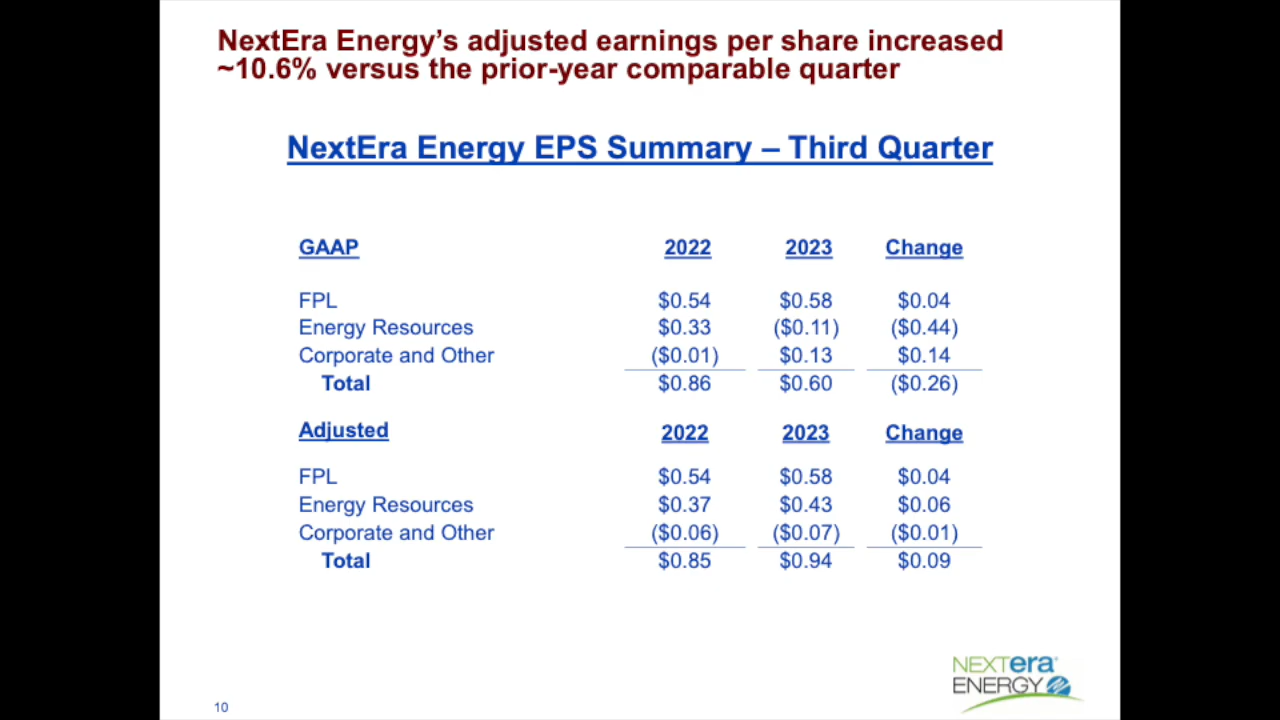 NextEra Energy’s adjusted earnings per share increased
~10.6% versus the prior-year comparable quarter
NextEra Energy EPS Summary – Third Quarter
GAAP 2022 2023 Change
FPL $0.54 $0.58 $0.04
Energy Resources $0.33 ($0.11) ($0.44)
Corporate and Other ($0.01) $0.13 $0.14
Total $0.86 $0.60 ($0.26)
Adjusted 2022 2023 Change
FPL $0.54 $0.58 $0.04
Energy Resources $0.37 $0.43 $0.06
Corporate and Other ($0.06) ($0.07) ($0.01)
Total $0.85 $0.94 $0.09
NEXTera
ENERGY
10